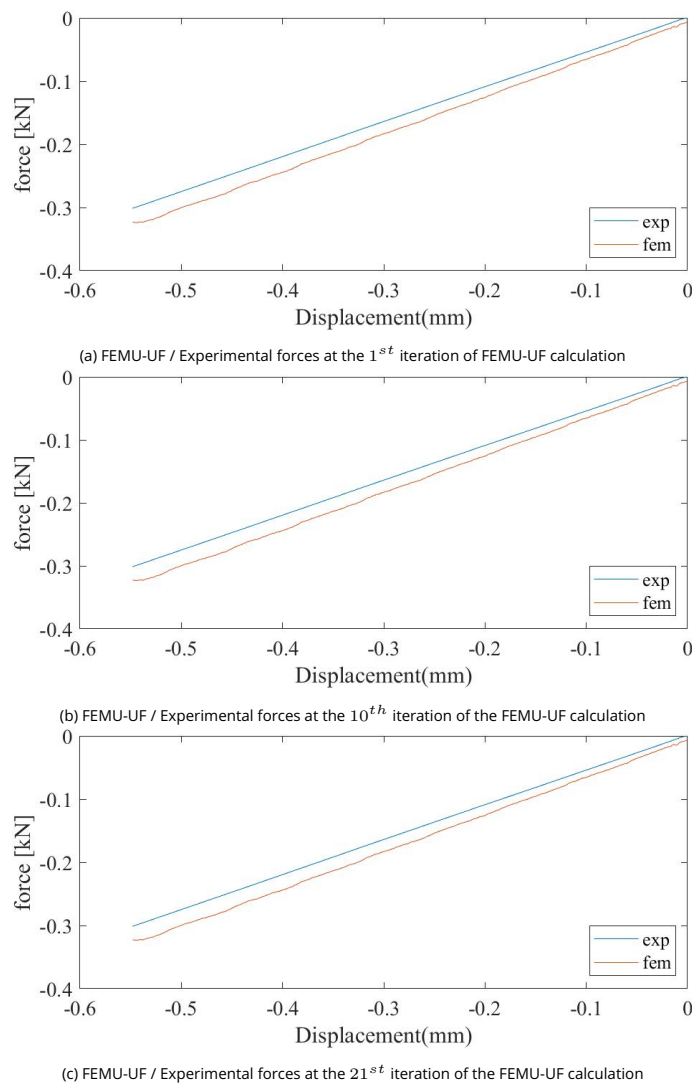 0
-0.1
-0.2
-0.3
-0.4
force [kN]
exp
fem
-0.6 -0.5 -0.4 -0.3 -0.2 -0.1 0
Displacement(mm)
(a) FEMU-UF / Experimental forces at the 1st iteration of FEMU-UF calculation
0
-0.1
-0.2
-0.3
-0.4
force [kN]
exp
fem
-0.6 -0.5 -0.4 -0.3 -0.2 -0.1 0
Displacement(mm)
(b) FEMU-UF / Experimental forces at the 10th iteration of the FEMU-UF calculation
0
-0.1
-0.2
-0.3
-0.4
force [kN]
exp
fem
-0.6 -0.5 -0.4 -0.3 -0.2 -0.1 0
Displacement(mm)
(c) FEMU-UF / Experimental forces at the 21st iteration of the FEMU-UF calculation